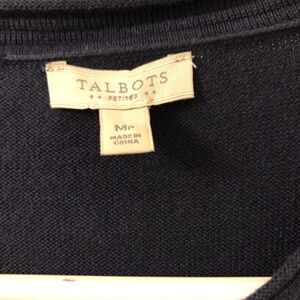 TALBOTS
PETITES
MP
MADE IN
CHINA